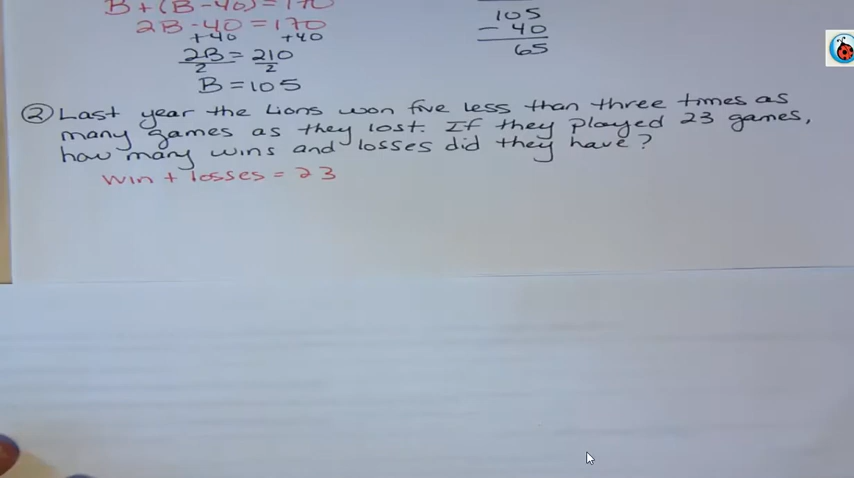 B + (B - 40) = 170
2B - 40 = 170
+40 +40
2B = 210
2 2
B = 105
105
- 40
65
② Last year the Lions won five less than three times as
many games as they lost. If they played 23 games,
how many wins and losses did they have?
win + losses = 23